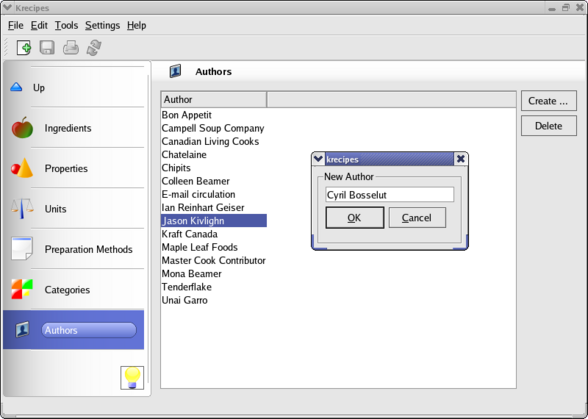 Krecipes
File Edit Tools Settings Help
Up
Ingredients
Properties
Units
Preparation Methods
Categories
Authors
Authors
Author
Bon Appetit
Campell Soup Company
Canadian Living Cooks
Chatelaine
Chipits
Colleen Beamer
E-mail circulation
Ian Reinhart Geiser
Jason Kivlighn
Kraft Canada
Maple Leaf Foods
Master Cook Contributor
Mona Beamer
Tenderflake
Unai Garro
Create ...
Delete
krecipes
New Author
Cyril Bosselut
OK Cancel